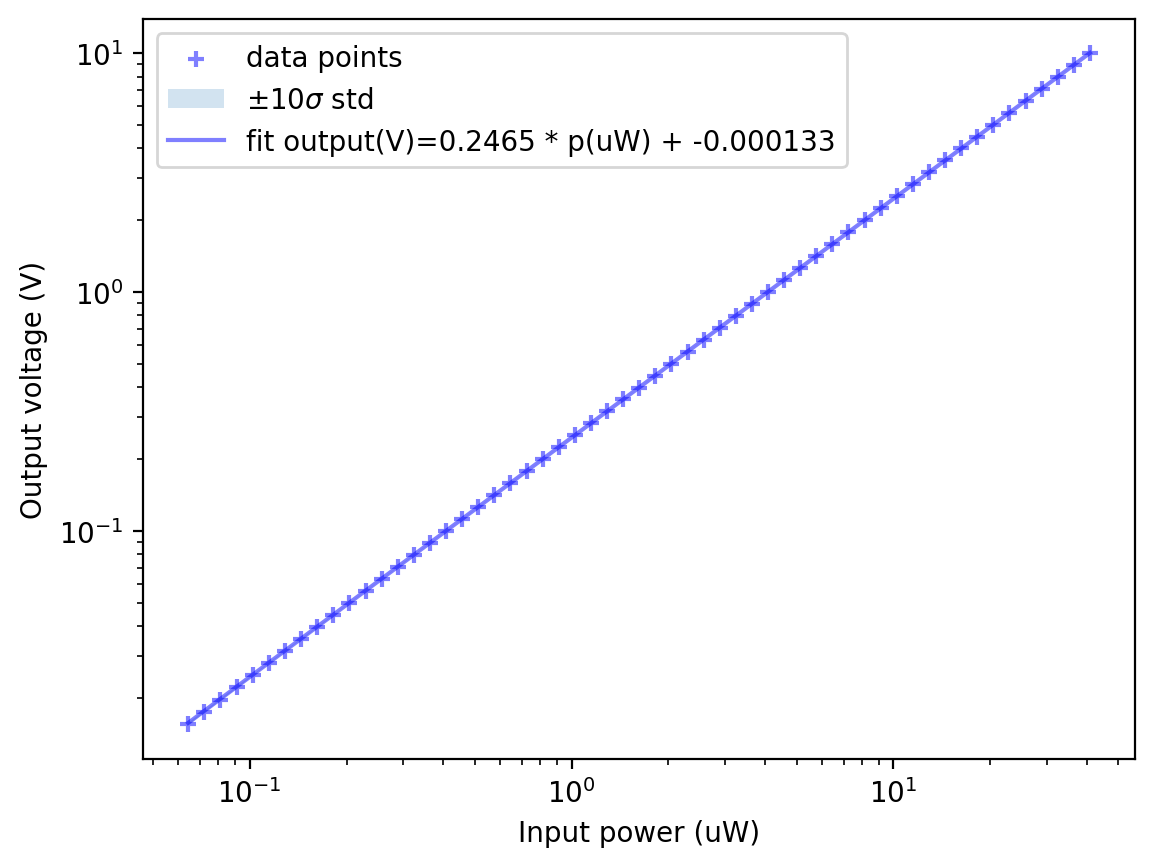 data points
±10σ std
fit output(V)=0.2465 * p(uW) + -0.000133
10¹
10⁰
10⁻¹
Output voltage (V)
10⁻¹ 10⁰ 10¹
Input power (uW)